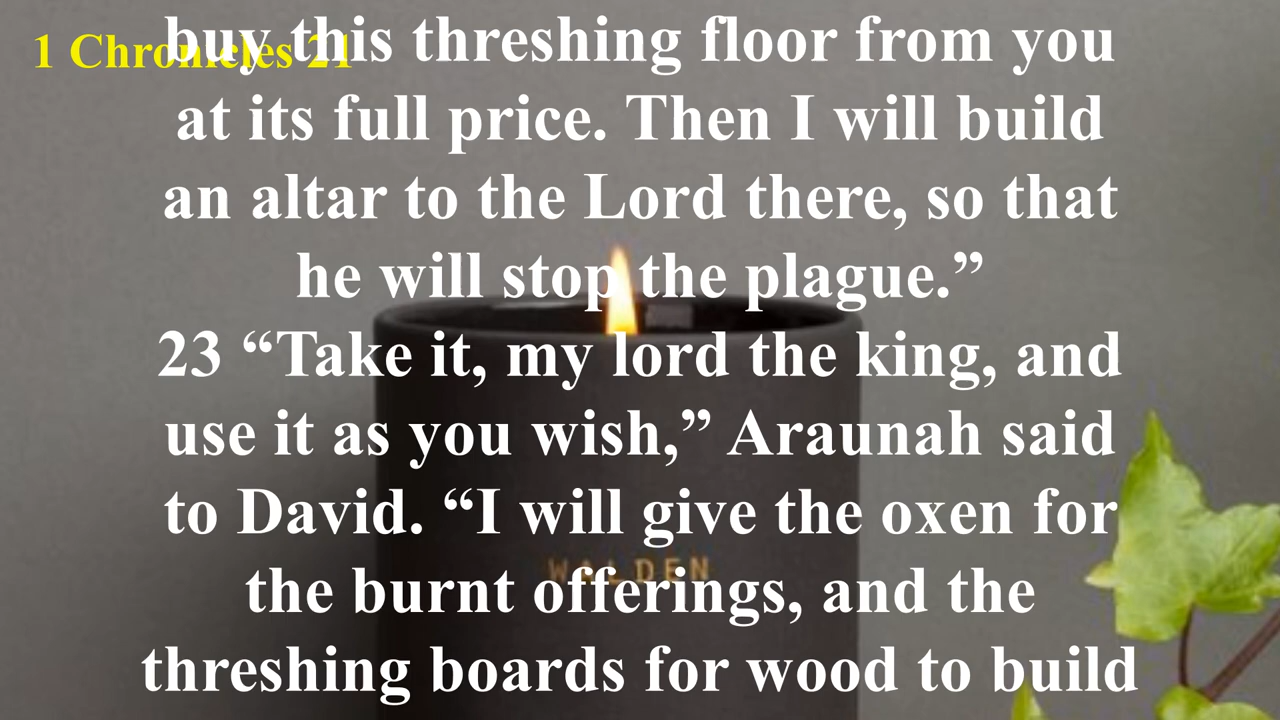 1 Chronicles 21
buy this threshing floor from you
at its full price. Then I will build
an altar to the Lord there, so that
he will stop the plague.”
23 “Take it, my lord the king, and
use it as you wish,” Araunah said
to David. “I will give the oxen for
WALDEN
the burnt offerings, and the
threshing boards for wood to build